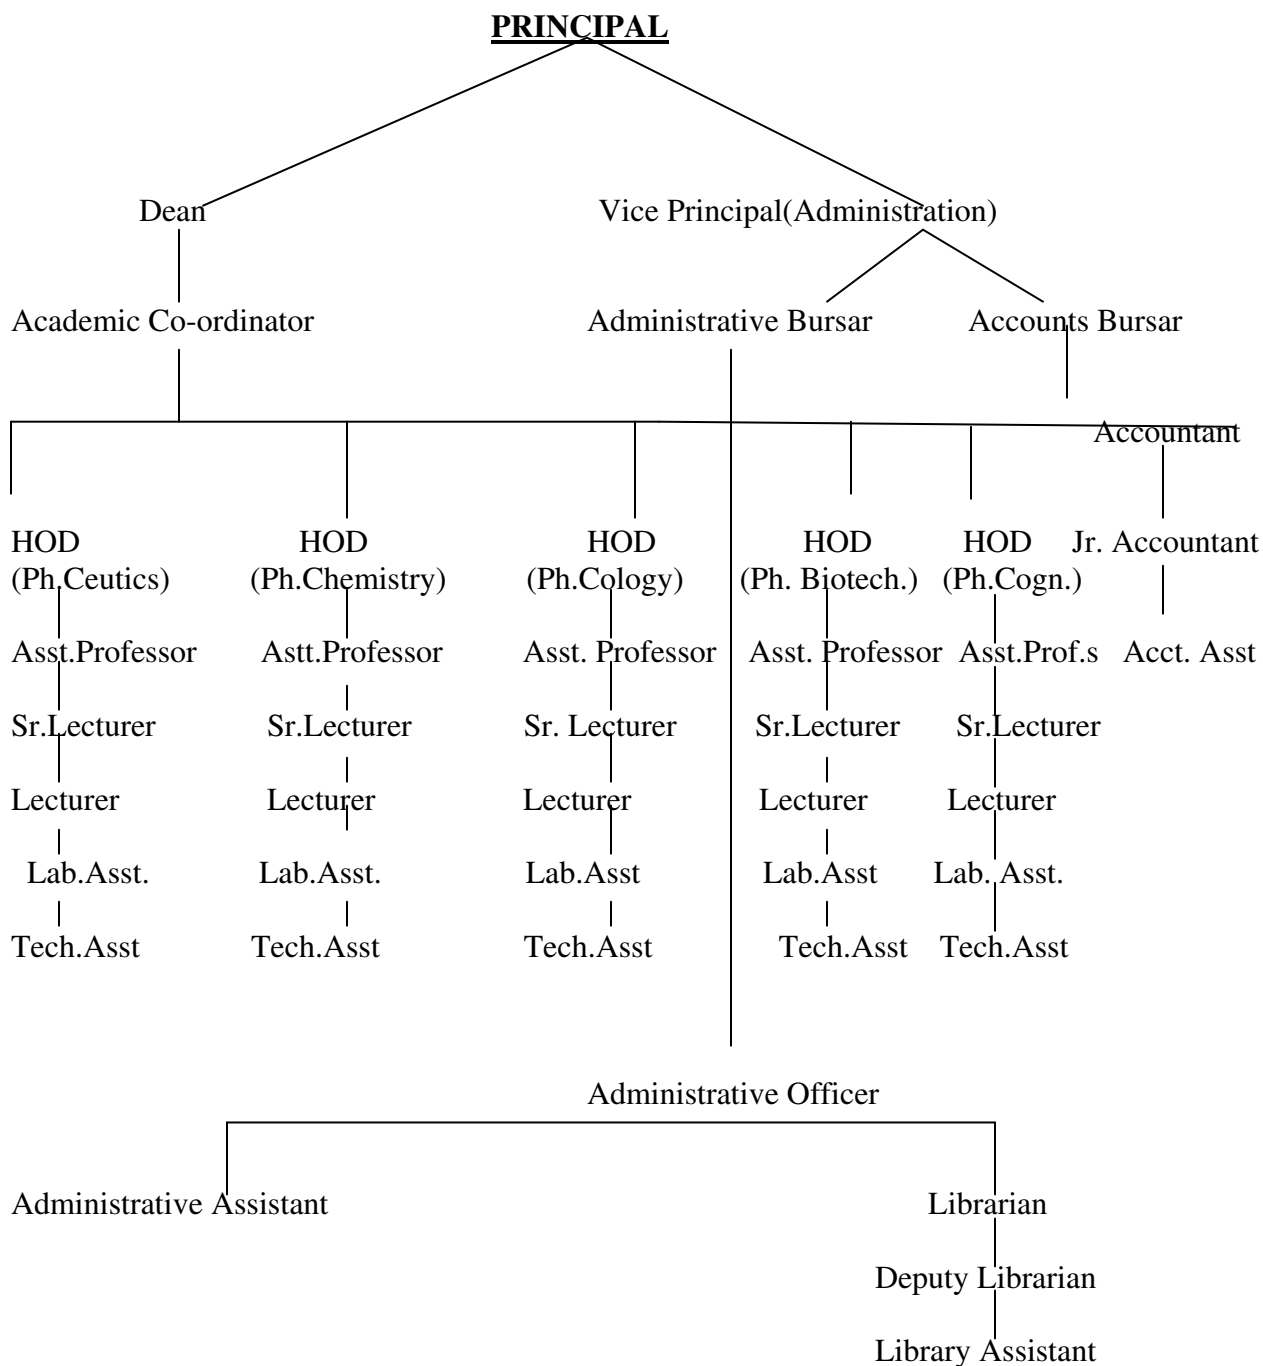 PRINCIPAL
Dean Vice Principal(Administration)
Academic Co-ordinator Administrative Bursar Accounts Bursar
Accountant
HOD HOD HOD HOD HOD Jr. Accountant
(Ph.Ceutics) (Ph.Chemistry) (Ph.Cology) (Ph. Biotech.) (Ph.Cogn.)
Asst.Professor Astt.Professor Asst. Professor Asst. Professor Asst.Prof.s Acct. Asst
Sr.Lecturer Sr.Lecturer Sr. Lecturer Sr.Lecturer Sr.Lecturer
Lecturer Lecturer Lecturer Lecturer Lecturer
Lab.Asst. Lab.Asst. Lab.Asst Lab.Asst Lab. Asst.
Tech.Asst Tech.Asst Tech.Asst Tech.Asst Tech.Asst
Administrative Officer
Administrative Assistant Librarian
Deputy Librarian
Library Assistant